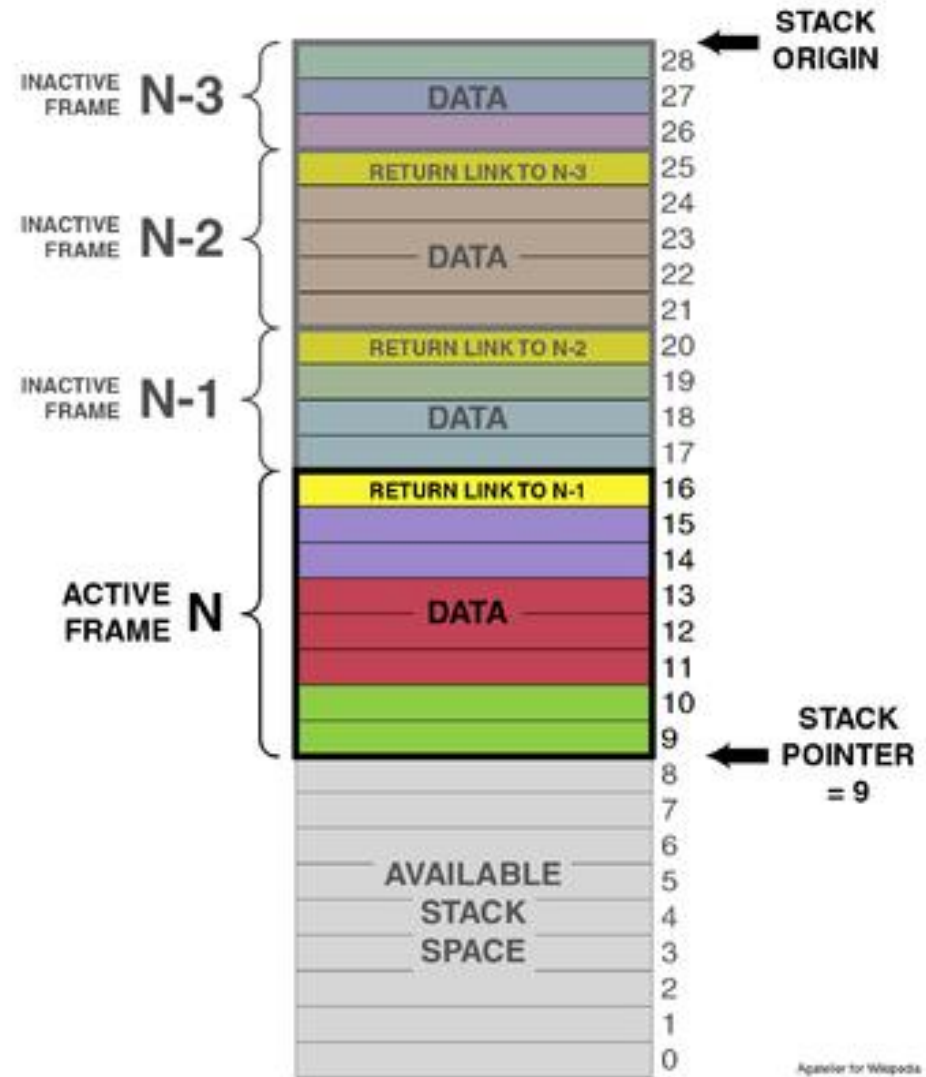 STACK
ORIGIN
28
INACTIVE
FRAME N-3
DATA
27
26
RETURN LINK TO N-3
25
24
INACTIVE
FRAME N-2
23
DATA
22
21
RETURN LINK TO N-2
20
19
INACTIVE
FRAME N-1
DATA
18
17
RETURN LINK TO N-1
16
15
14
ACTIVE
FRAME N
13
DATA
12
11
10
9
STACK
POINTER
= 9
8
7
6
AVAILABLE
STACK
SPACE
5
4
3
2
1
0
Agateller for Wikipedia